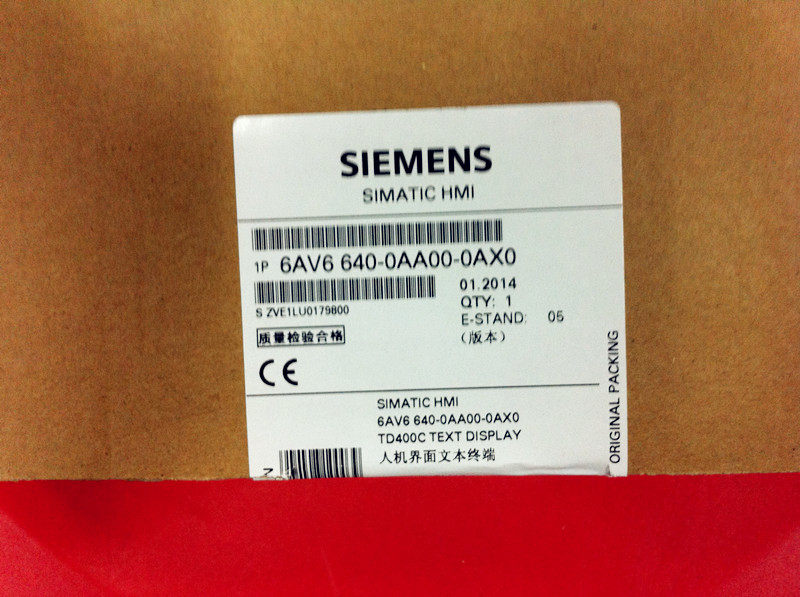 SIEMENS
SIMATIC HMI
1P 6AV6 640-0AA00-0AX0
S ZVE1LU0179800
01.2014
QTY: 1
E-STAND: 05
(版本)
质量检验合格
CE
SIMATIC HMI
6AV6 640-0AA00-0AX0
TD400C TEXT DISPLAY
人机界面文本终端
ORIGINAL PACKING